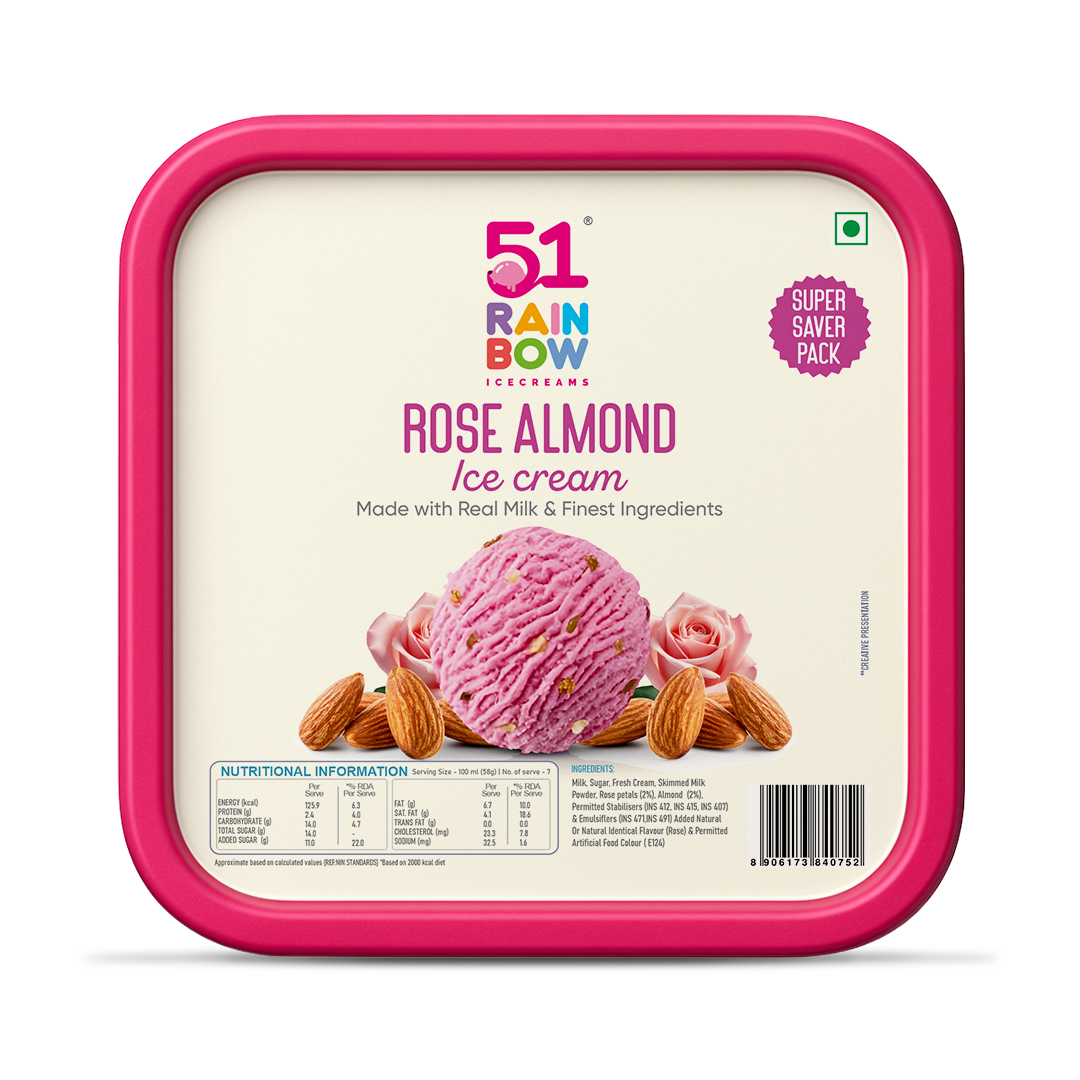 51®
RAIN
BOW
ICECREAMS
SUPER
SAVER
PACK
ROSE ALMOND
Ice cream
Made with Real Milk & Finest Ingredients
**CREATIVE PRESENTATION
NUTRITIONAL INFORMATION Serving Size - 100 ml (58g) | No. of serve - 7
Per Serve *% RDA Per Serve
ENERGY (kcal) 125.9 6.3
PROTEIN (g) 2.4 4.0
CARBOHYDRATE (g) 14.0 4.7
TOTAL SUGAR (g) 14.0 -
ADDED SUGAR (g) 11.0 22.0
Per Serve *% RDA Per Serve
FAT (g) 6.7 10.0
SAT. FAT (g) 4.1 18.6
TRANS FAT (g) 0.0 0.0
CHOLESTEROL (mg) 23.3 7.8
SODIUM (mg) 32.5 1.6
Approximate based on calculated values (REF:NIN STANDARDS) *Based on 2000 kcal diet
INGREDIENTS:
Milk, Sugar, Fresh Cream, Skimmed Milk
Powder, Rose petals (2%), Almond (2%),
Permitted Stabilisers (INS 412, INS 415, INS 407)
& Emulsiflers (INS 471,INS 491) Added Natural
Or Natural Identical Flavour (Rose) & Permitted
Artificial Food Colour ( E124)
8 906173 840752